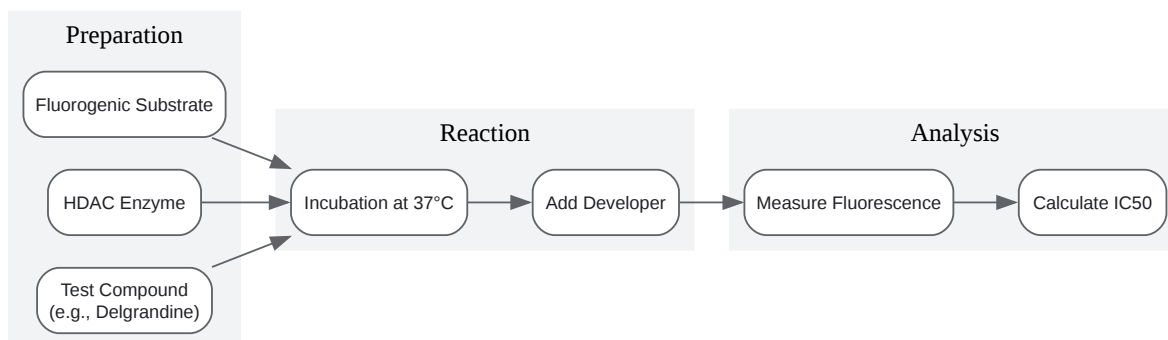 Preparation
Fluorogenic Substrate
HDAC Enzyme
Test Compound
(e.g., Delgrandine)
Reaction
Incubation at 37°C
Add Developer
Analysis
Measure Fluorescence
Calculate IC50